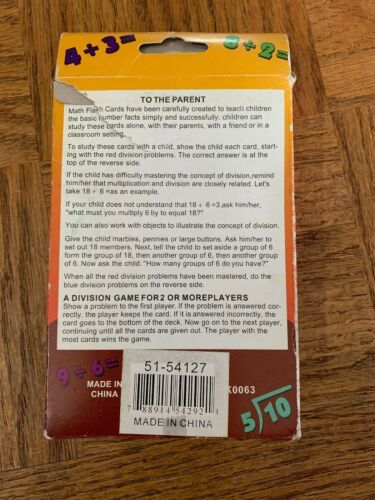 4+3=
8÷2=
TO THE PARENT
Math Flash Cards have been carefully created to teach children
the basic number facts simply and successfully. children can
study these cards alone, with their parents, with a friend or in a
classroom setting.
To study these cards with a child, show the child each card, start-
ing with the red division problems. The correct answer is at the
top of the reverse side.
If the child has difficulty mastering the concept of division,remind
him/her that multiplication and division are closely related. Let's
take 18÷ 6 =as an example.
If your child does not understand that 18 ÷ 6 =3,ask him/her,
"what must you multiply 6 by to equal 18?"
You can also work with objects to illustrate the concept of division.
Give the child marbles, pennies or large buttons. Ask him/her to
set out 18 members. Next, tell the child to set aside a group of 6
form the group of 18, then another group of 6, then another group
of 6. Now ask the child. "How many groups of 6 do you have?"
When all the red division problems have been mastered, do the
blue division problems on the reverse side.
A DIVISION GAME FOR 2 OR MOREPLAYERS
Show a problem to the first player. If the problem is answered cor-
rectly, the player keeps the card. If it is answered incorrectly, the
card goes to the bottom of the deck. Now go on to the next player,
continuing until all the cards are given out. The player with the
most cards wins the game.
9÷6=
MADE IN
CHINA
51-54127
7 88914 54292 1
MADE IN CHINA
K0063
5)10